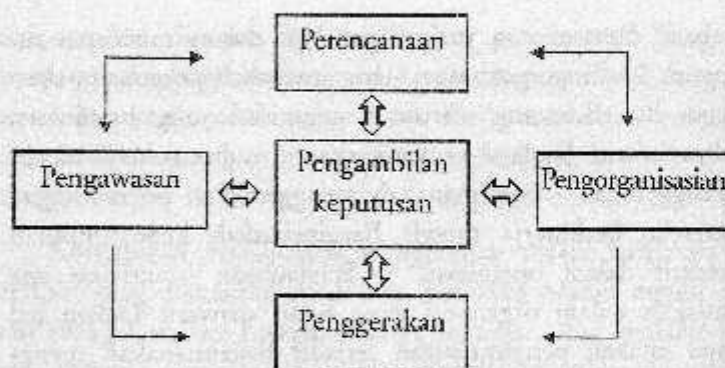 Perencanaan
Pengawasan
Pengambilan
keputusan
Pengorganisasian
Penggerakan